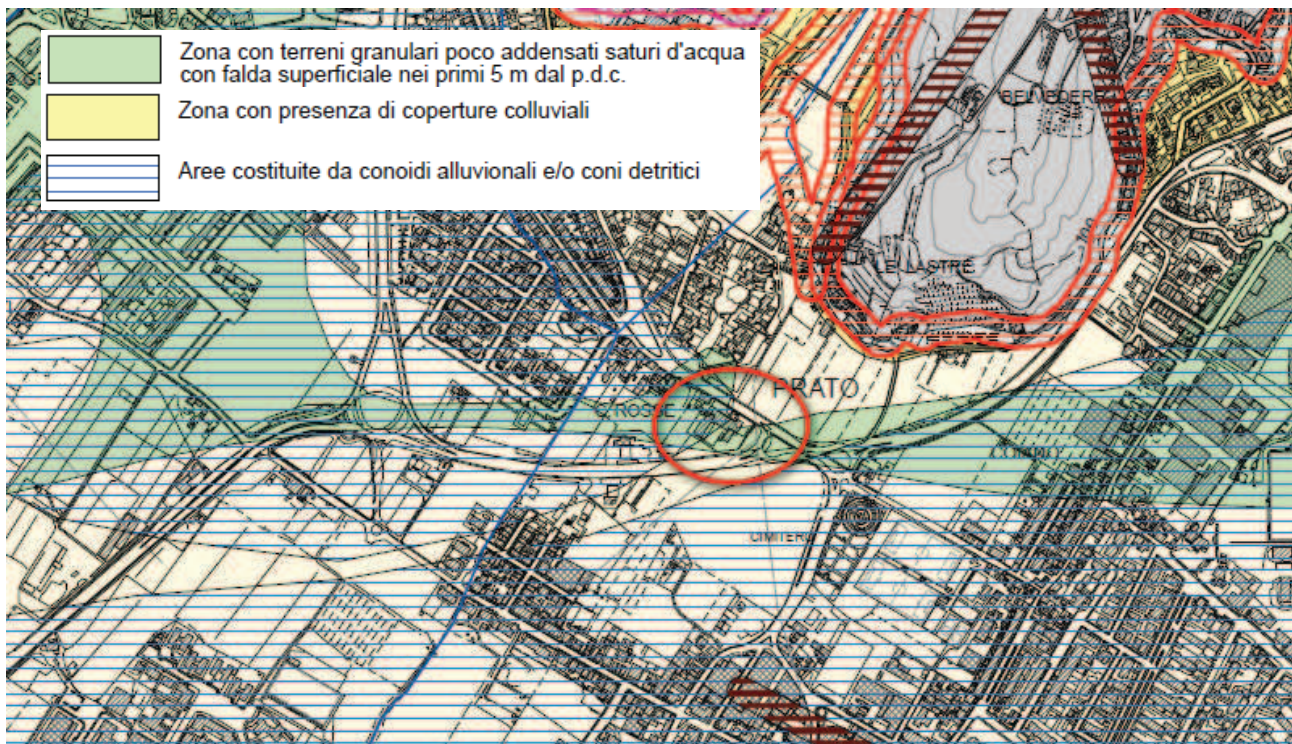 Zona con terreni granulari poco addensati saturi d'acqua
con falda superficiale nei primi 5 m dal p.d.c.
Zona con presenza di coperture colluviali
Aree costituite da conoidi alluvionali e/o coni detritici
BELVEDERE
LE LASTRE
PRATO
C.ROSSE
CIMITERO